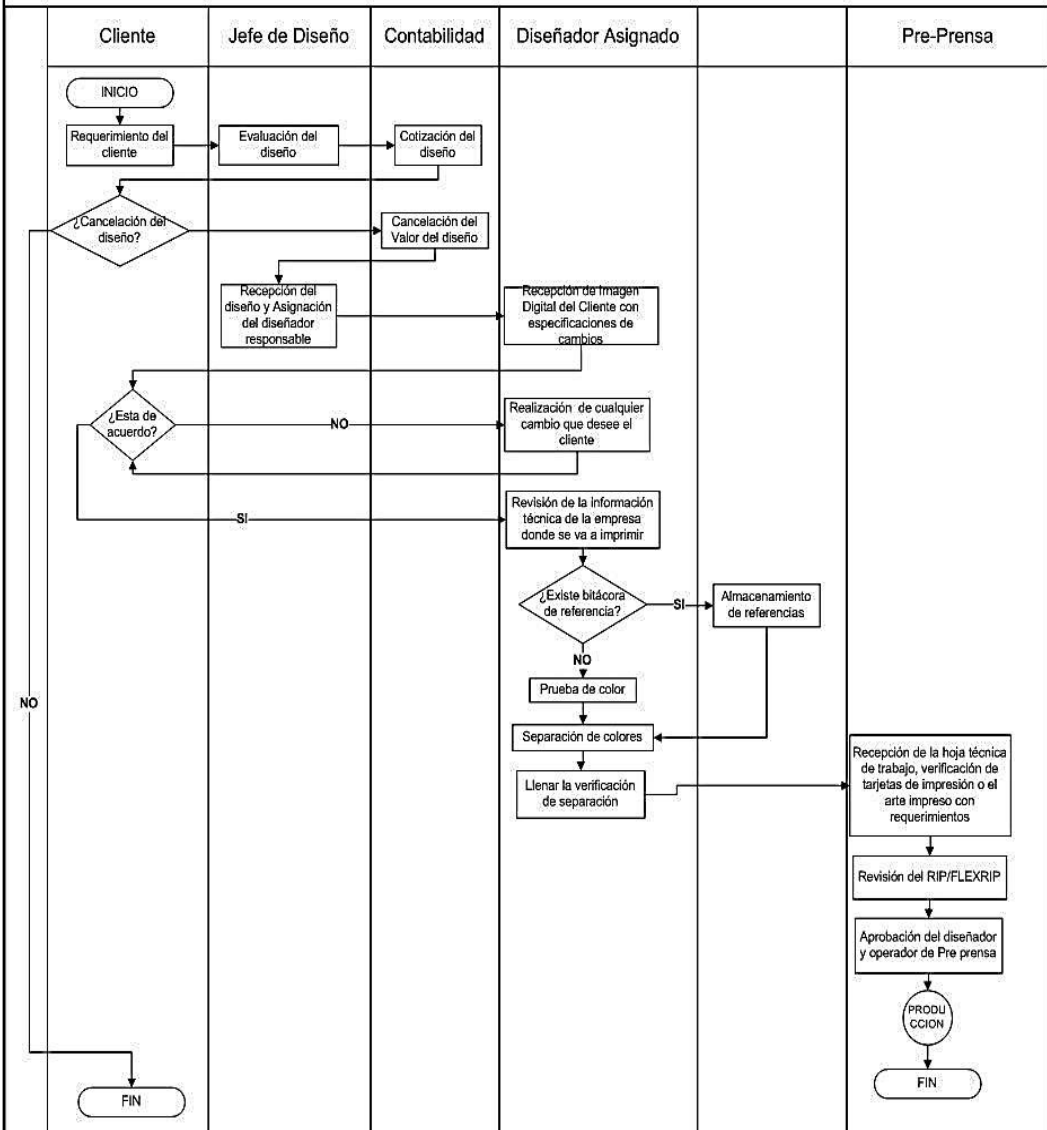 Cliente
Jefe de Diseño
Contabilidad
Diseñador Asignado
Pre-Prensa
INICIO
Requerimiento del
cliente
Evaluación del
diseño
Cotización del
diseño
¿Cancelación del
diseño?
Cancelación del
Valor del diseño
Recepción del
diseño y Asignación
del diseñador
responsable
Recepción de Imagen
Digital del Cliente con
especificaciones de
cambios
¿Esta de
acuerdo?
NO
Realización de cualquier
cambio que desee el
cliente
SI
Revisión de la información
técnica de la empresa
donde se va a imprimir
¿Existe bitácora
de referencia?
SI
Almacenamiento
de referencias
NO
Prueba de color
NO
Separación de colores
Llenar la verificación
de separación
Recepción de la hoja técnica
de trabajo, verificación de
tarjetas de impresión o el
arte impreso con
requerimientos
Revisión del RIP/FLEXRIP
Aprobación del diseñador
y operador de Pre prensa
PRODU
CCION
FIN
FIN